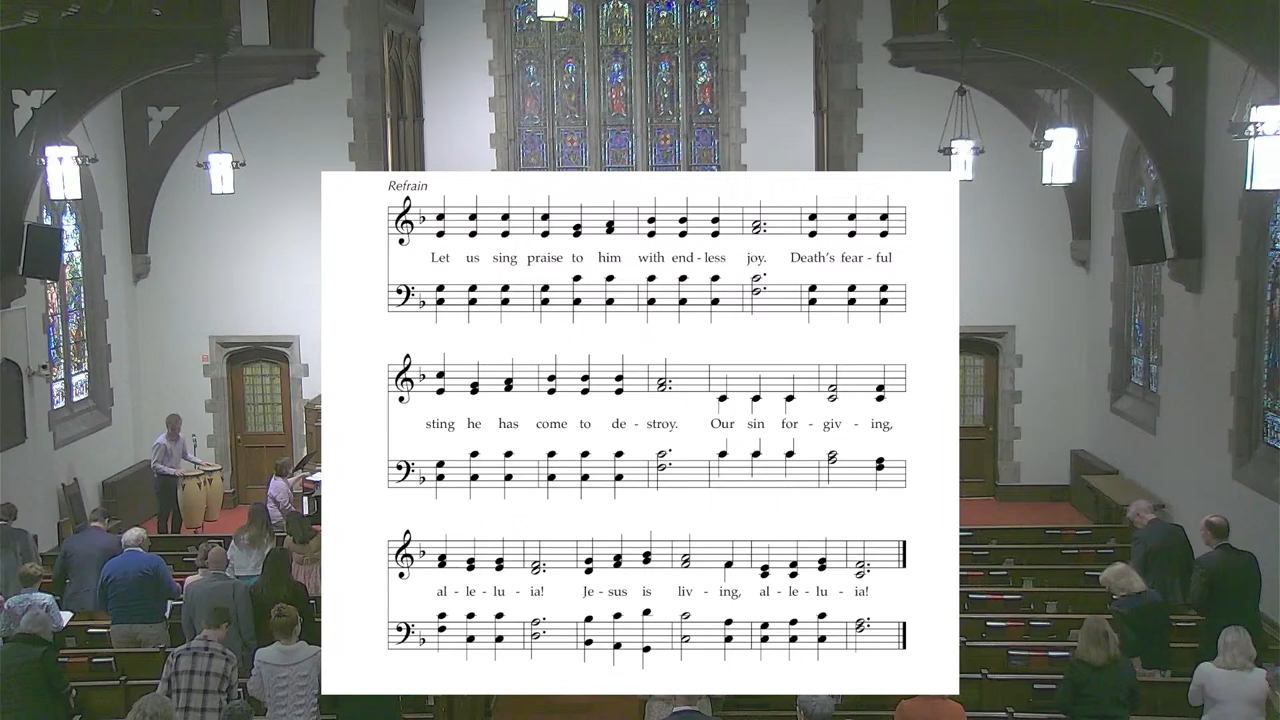 Refrain
Let us sing praise to him with end - less joy. Death's fear - ful
sting he has come to de - stroy. Our sin for - giv - ing,
al - le - lu - ia! Je - sus is liv - ing, al - le - lu - ia!